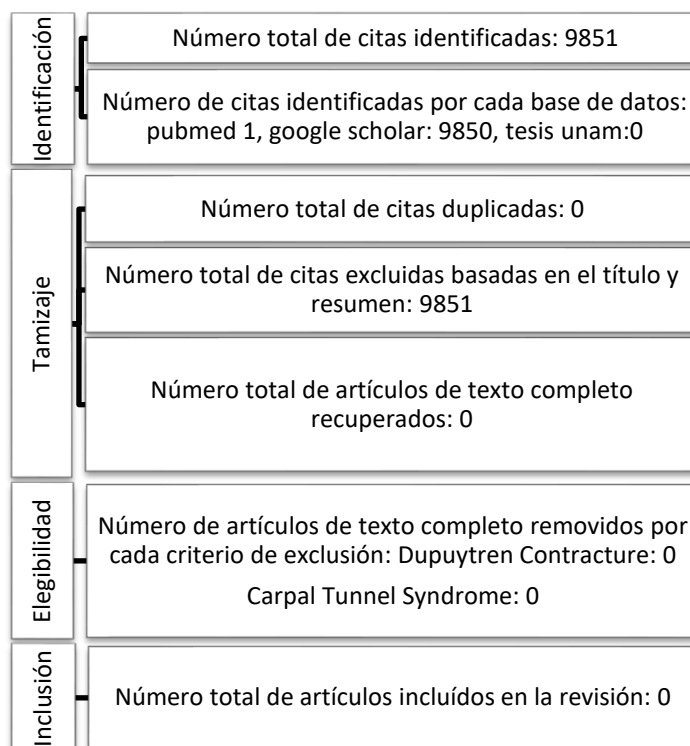 Identificación
Número total de citas identificadas: 9851
Número de citas identificadas por cada base de datos:
pubmed 1, google scholar: 9850, tesis unam:0
Tamizaje
Número total de citas duplicadas: 0
Número total de citas excluidas basadas en el título y
resumen: 9851
Número total de artículos de texto completo
recuperados: 0
Elegibilidad
Número de artículos de texto completo removidos por
cada criterio de exclusión: Dupuytren Contracture: 0
Carpal Tunnel Syndrome: 0
Inclusión
Número total de artículos incluídos en la revisión: 0